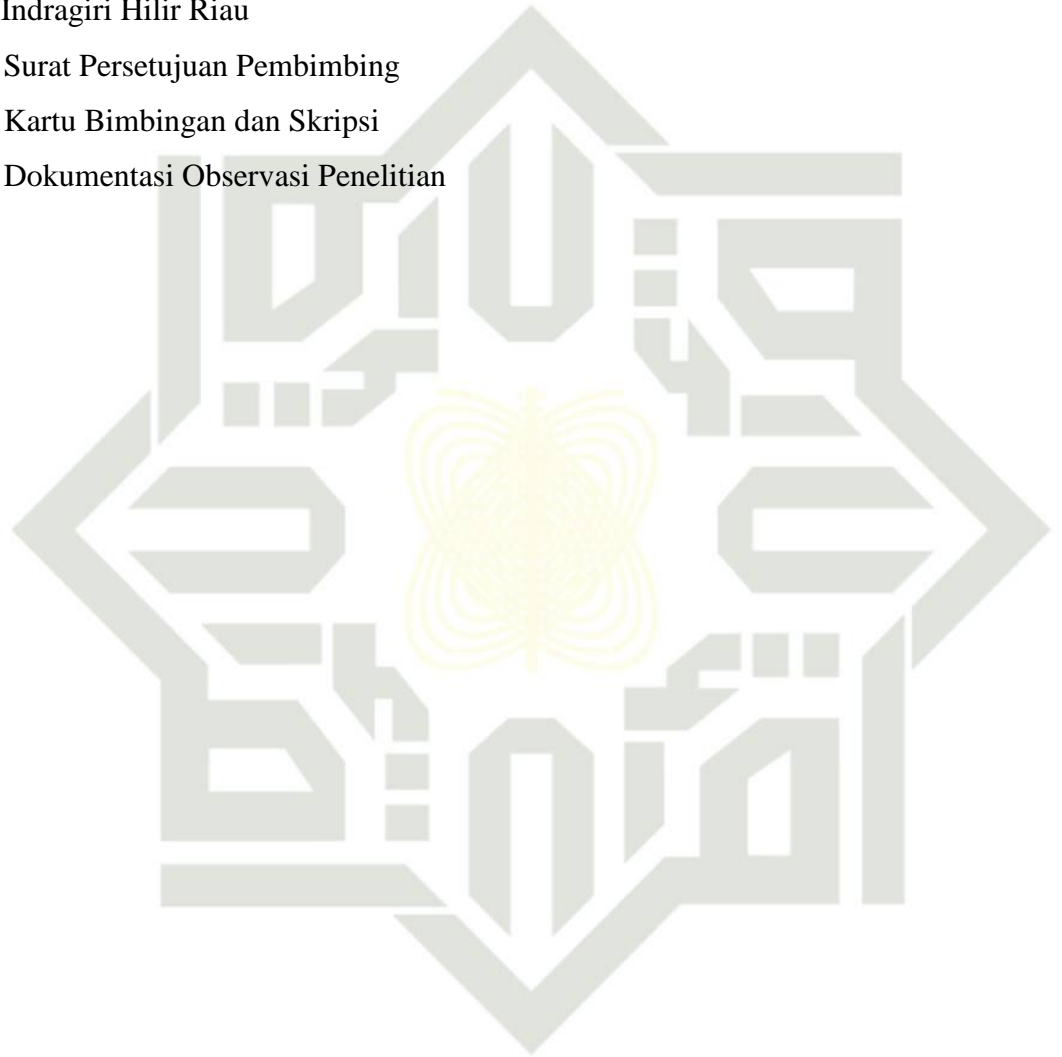 Indragiri Hilir Riau
Surat Persetujuan Pembimbing
Kartu Bimbingan dan Skripsi
Dokumentasi Observasi Penelitian